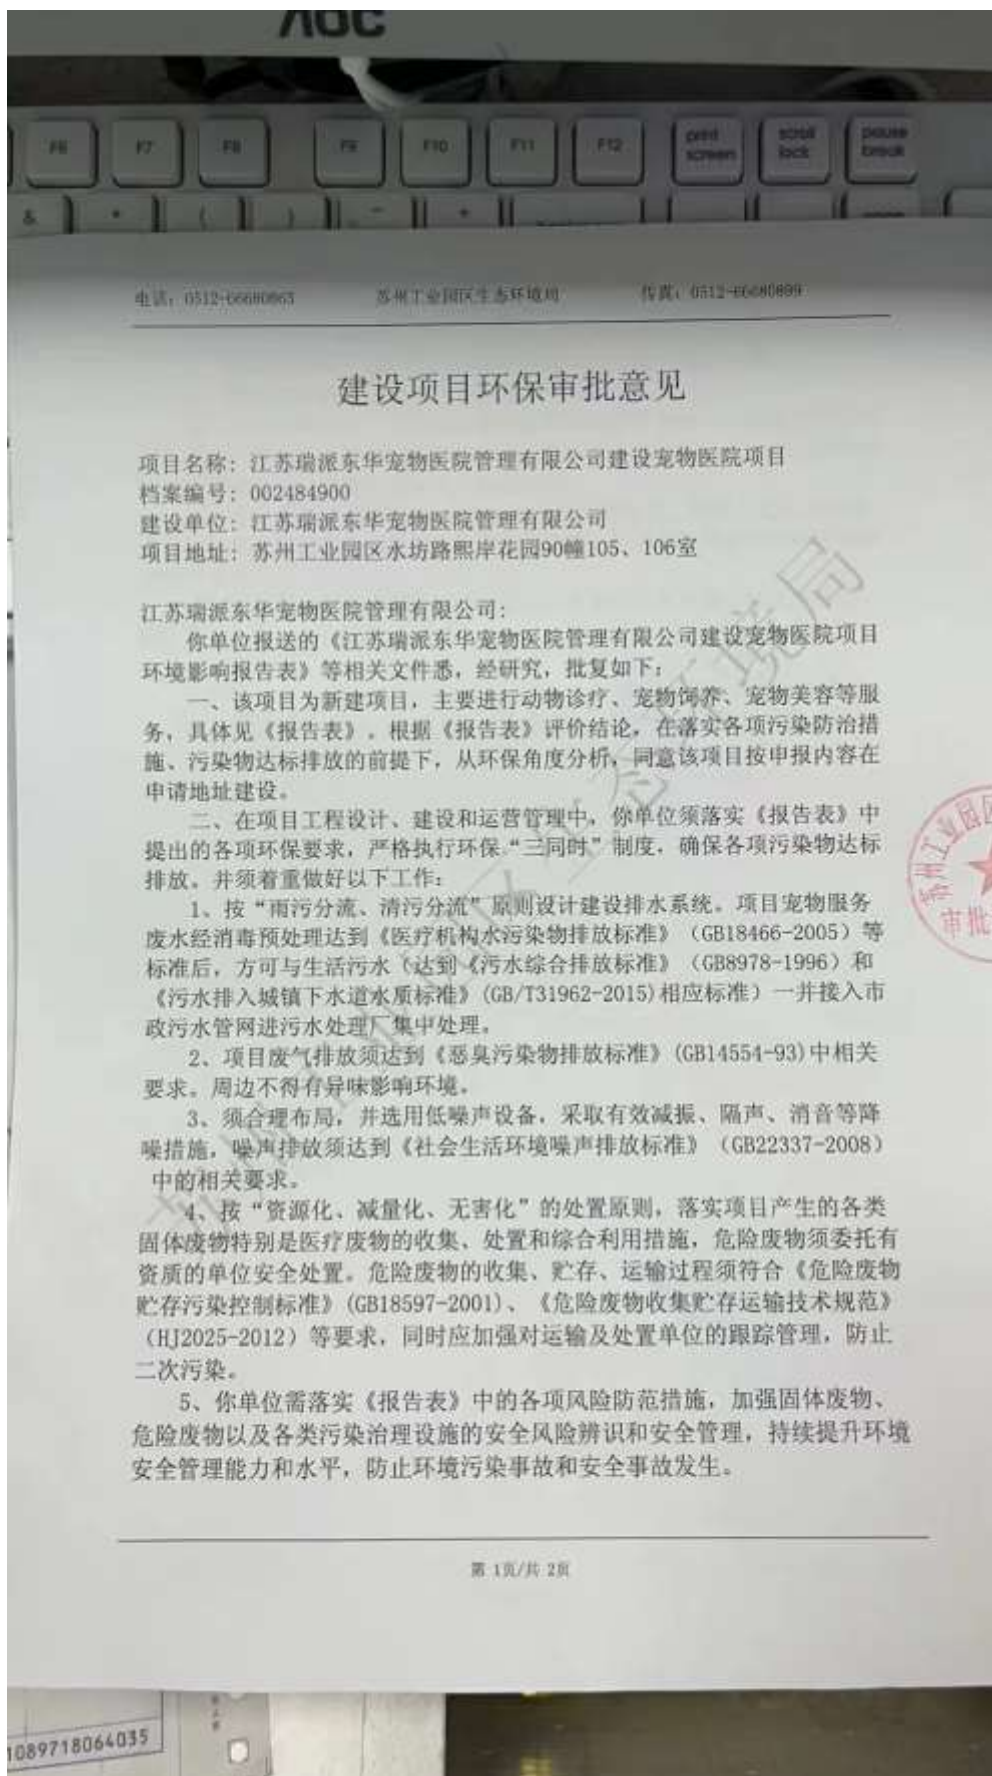 AOC
F6 F7 F8 F9 F10 F11 F12 print screen scroll lock pause break
& * ( ) - +
电话：0512-66680863 苏州工业园区生态环境局 传真：0512-66680899
建设项目环保审批意见
项目名称：江苏瑞派东华宠物医院管理有限公司建设宠物医院项目
档案编号：002484900
建设单位：江苏瑞派东华宠物医院管理有限公司
项目地址：苏州工业园区水坊路熙岸花园90幢105、106室
江苏瑞派东华宠物医院管理有限公司：
你单位报送的《江苏瑞派东华宠物医院管理有限公司建设宠物医院项目
环境影响报告表》等相关文件悉，经研究，批复如下：
一、该项目为新建项目，主要进行动物诊疗、宠物饲养、宠物美容等服
务，具体见《报告表》。根据《报告表》评价结论，在落实各项污染防治措
施、污染物达标排放的前提下，从环保角度分析，同意该项目按申报内容在
申请地址建设。
二、在项目工程设计、建设和运营管理中，你单位须落实《报告表》中
提出的各项环保要求，严格执行环保“三同时”制度，确保各项污染物达标
排放。并须着重做好以下工作：
1、按“雨污分流、清污分流”原则设计建设排水系统。项目宠物服务
废水经消毒预处理达到《医疗机构水污染物排放标准》（GB18466-2005）等
标准后，方可与生活污水（达到《污水综合排放标准》（GB8978-1996）和
《污水排入城镇下水道水质标准》(GB/T31962-2015)相应标准）一并接入市
政污水管网进污水处理厂集中处理。
2、项目废气排放须达到《恶臭污染物排放标准》(GB14554-93)中相关
要求。周边不得有异味影响环境。
3、须合理布局，并选用低噪声设备，采取有效减振、隔声、消音等降
噪措施，噪声排放须达到《社会生活环境噪声排放标准》（GB22337-2008）
中的相关要求。
4、按“资源化、减量化、无害化”的处置原则，落实项目产生的各类
固体废物特别是医疗废物的收集、处置和综合利用措施，危险废物须委托有
资质的单位安全处置。危险废物的收集、贮存、运输过程须符合《危险废物
贮存污染控制标准》(GB18597-2001)、《危险废物收集贮存运输技术规范》
（HJ2025-2012）等要求，同时应加强对运输及处置单位的跟踪管理，防止
二次污染。
5、你单位需落实《报告表》中的各项风险防范措施，加强固体废物、
危险废物以及各类污染治理设施的安全风险辨识和安全管理，持续提升环境
安全管理能力和水平，防止环境污染事故和安全事故发生。
第 1页/共 2页
苏州工业园区
审批
1089718064035